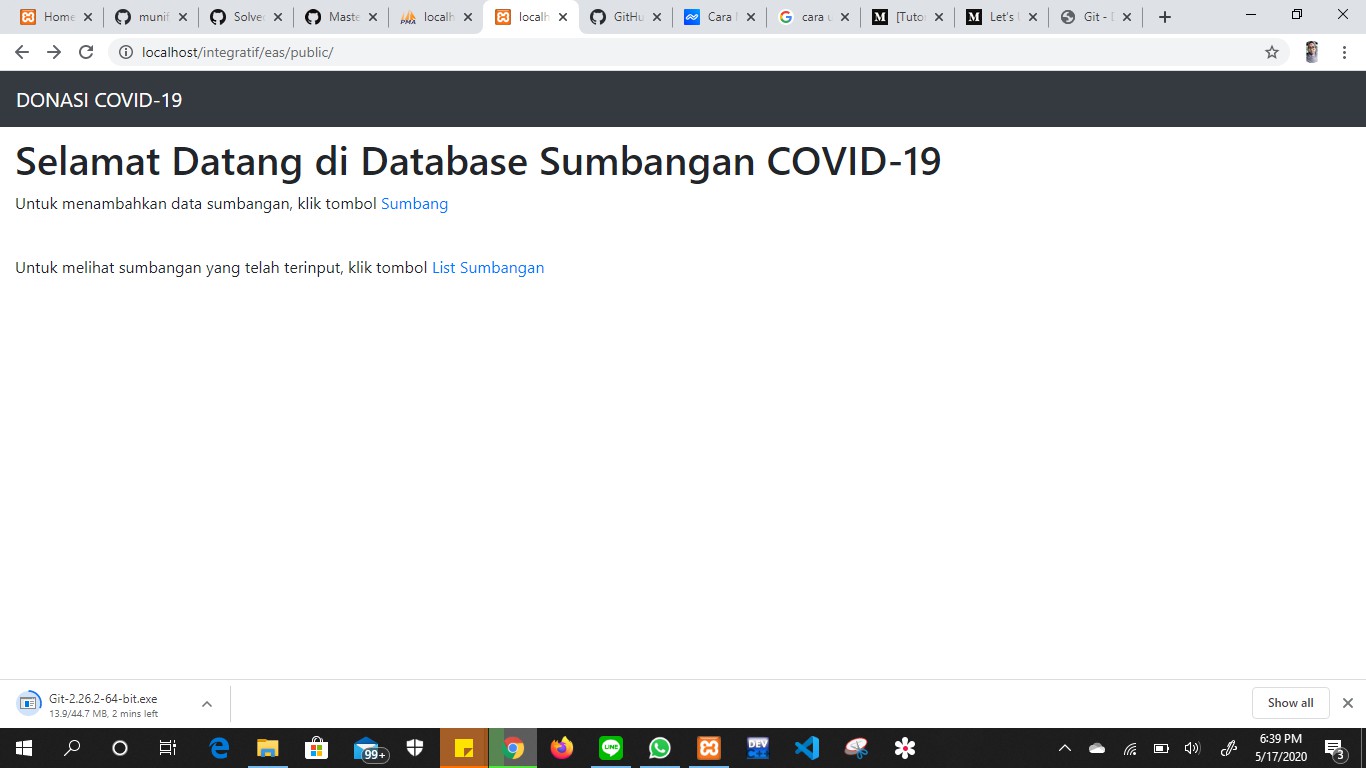 Home
munif
Solve
Maste
localh
localh
GitHu
Cara
cara u
[Tuto
Let's
Git -
localhost/integratif/eas/public/
DONASI COVID-19
Selamat Datang di Database Sumbangan COVID-19
Untuk menambahkan data sumbangan, klik tombol Sumbang
Untuk melihat sumbangan yang telah terinput, klik tombol List Sumbangan
Git-2.26.2-64-bit.exe
13.9/44.7 MB, 2 mins left
Show all
99+
DEV
C++
LINE
6:39 PM
5/17/2020
3